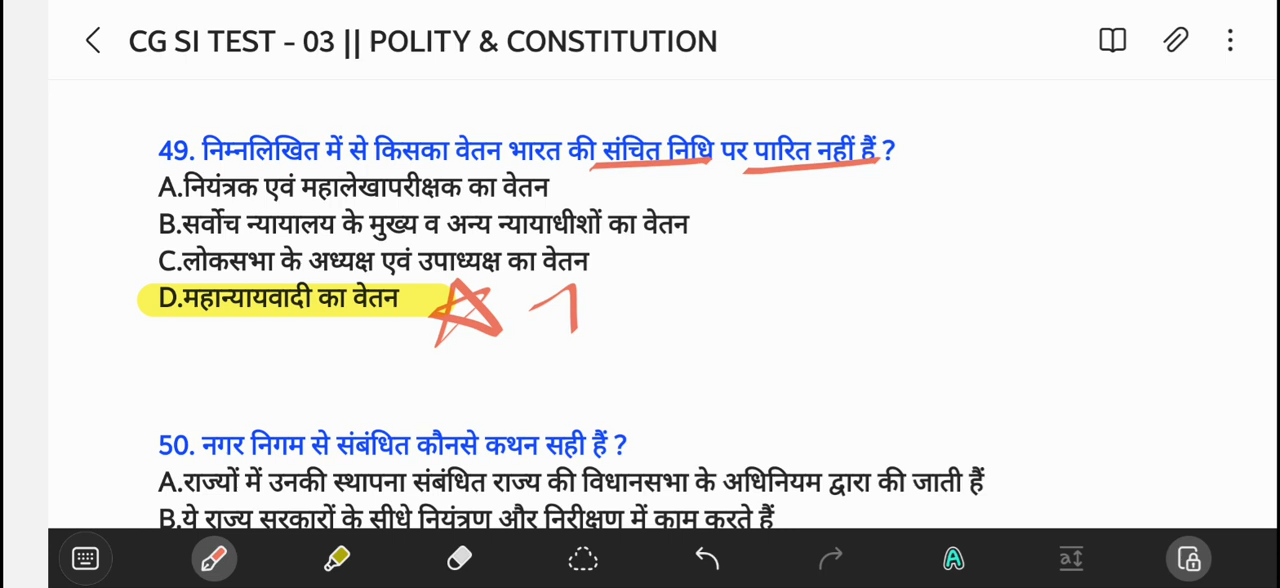 CG SI TEST - 03 || POLITY & CONSTITUTION
49. निम्नलिखित में से किसका वेतन भारत की संचित निधि पर पारित नहीं हैं ?
A.नियंत्रक एवं महालेखापरीक्षक का वेतन
B.सर्वोच न्यायालय के मुख्य व अन्य न्यायाधीशों का वेतन
C.लोकसभा के अध्यक्ष एवं उपाध्यक्ष का वेतन
D.महान्यायवादी का वेतन
50. नगर निगम से संबंधित कौनसे कथन सही हैं ?
A.राज्यों में उनकी स्थापना संबंधित राज्य की विधानसभा के अधिनियम द्वारा की जाती हैं
B.ये राज्य सरकारों के सीधे नियंत्रण और निरीक्षण में काम करते हैं